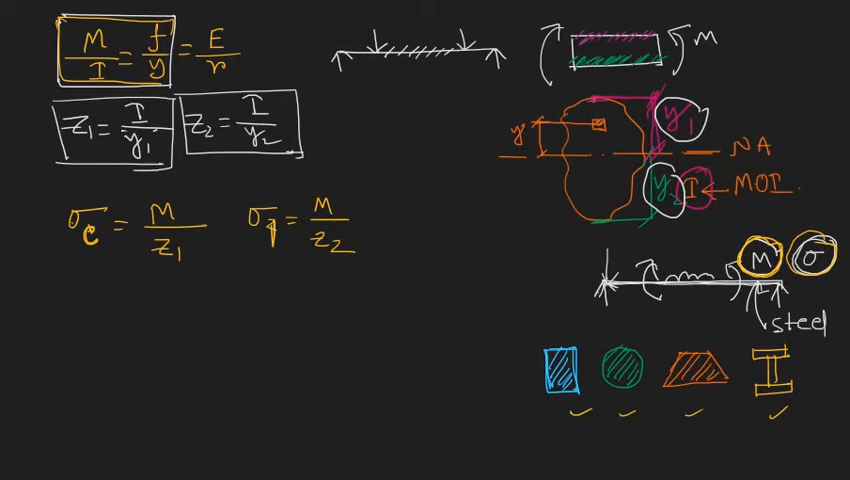 M/I = f/y = E/r
Z₁ = I/y₁
Z₂ = I/y₂
σc = M/Z₁
σt = M/Z₂
M
y
y₁
NA
y₂
I ← MOI
M
σ
steel